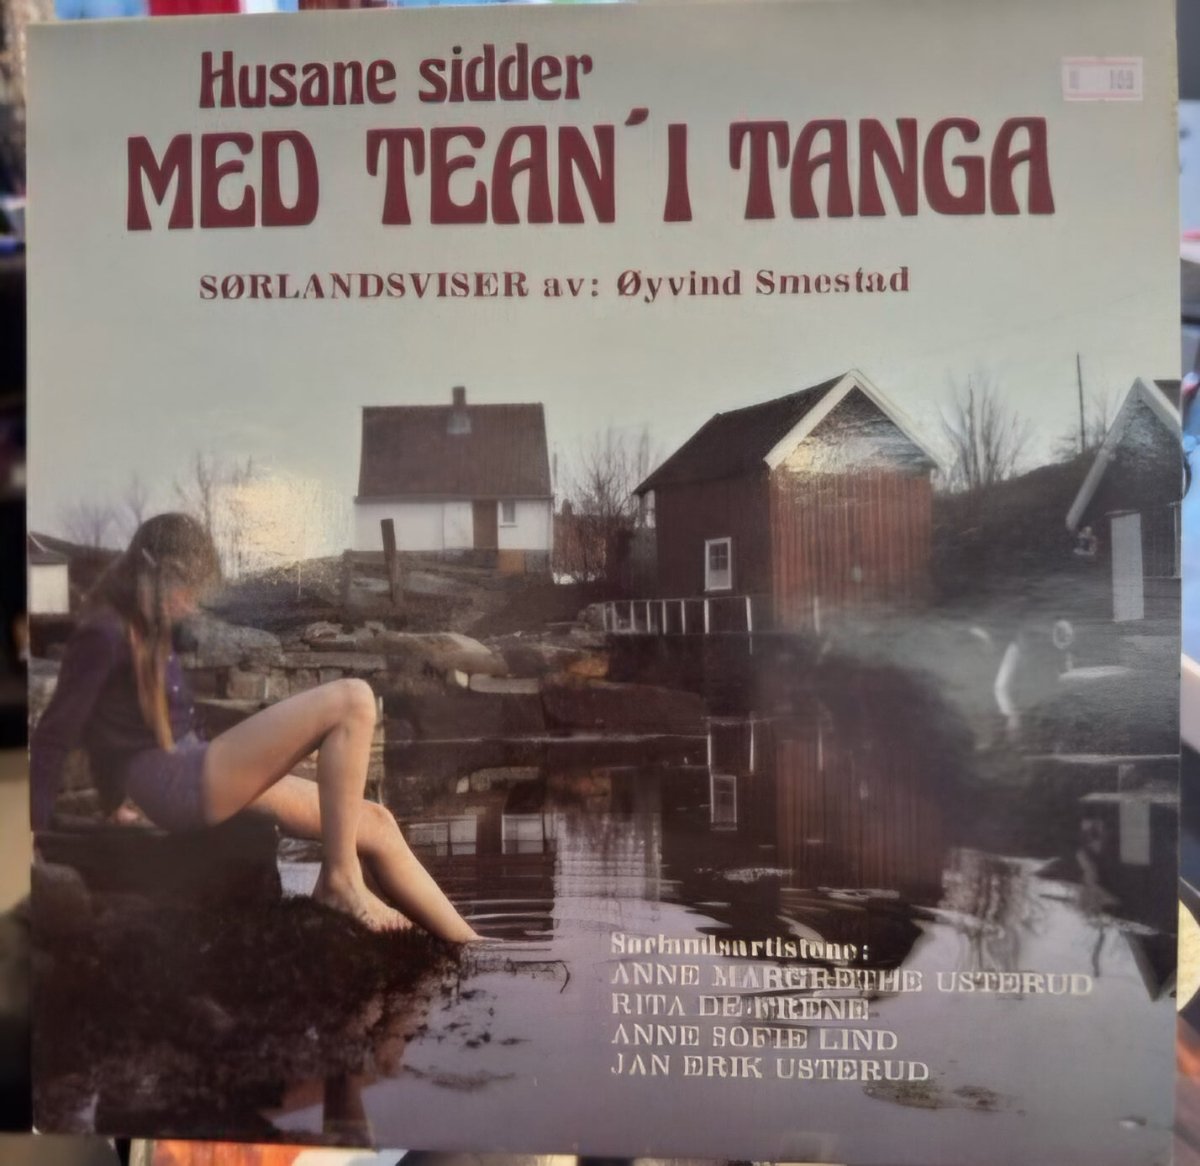 Husane sidder
MED TEAN´ I TANGA
SØRLANDSVISER av: Øyvind Smestad
Sørlandsartistene:
ANNE MARGRETHE USTERUD
RITA DE
ANNE SOFIE LIND
JAN ERIK USTERUD